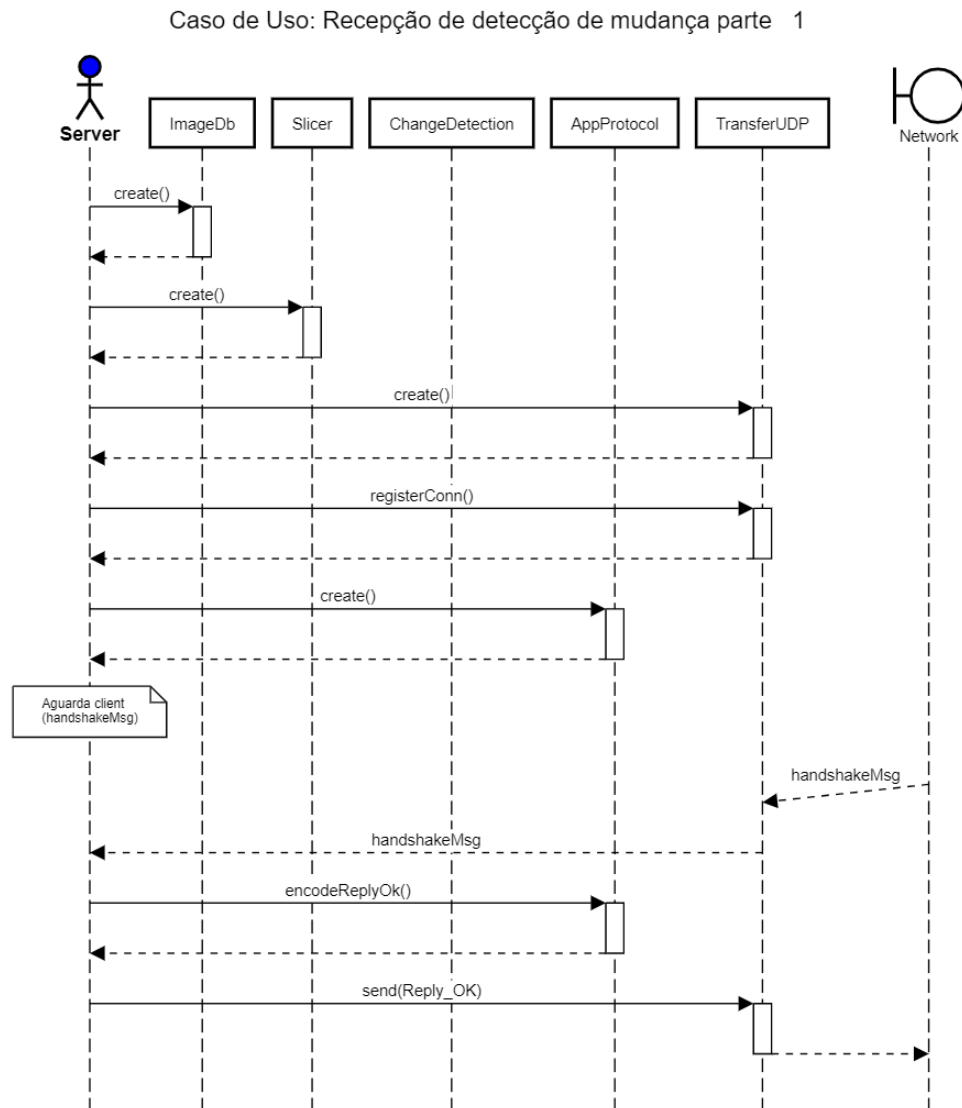 Caso de Uso: Recepção de detecção de mudança parte 1
Server
ImageDb
Slicer
ChangeDetection
AppProtocol
TransferUDP
Network
create()
create()
create()
registerConn()
create()
Aguarda client
(handshakeMsg)
handshakeMsg
handshakeMsg
encodeReplyOk()
send(Reply_OK)